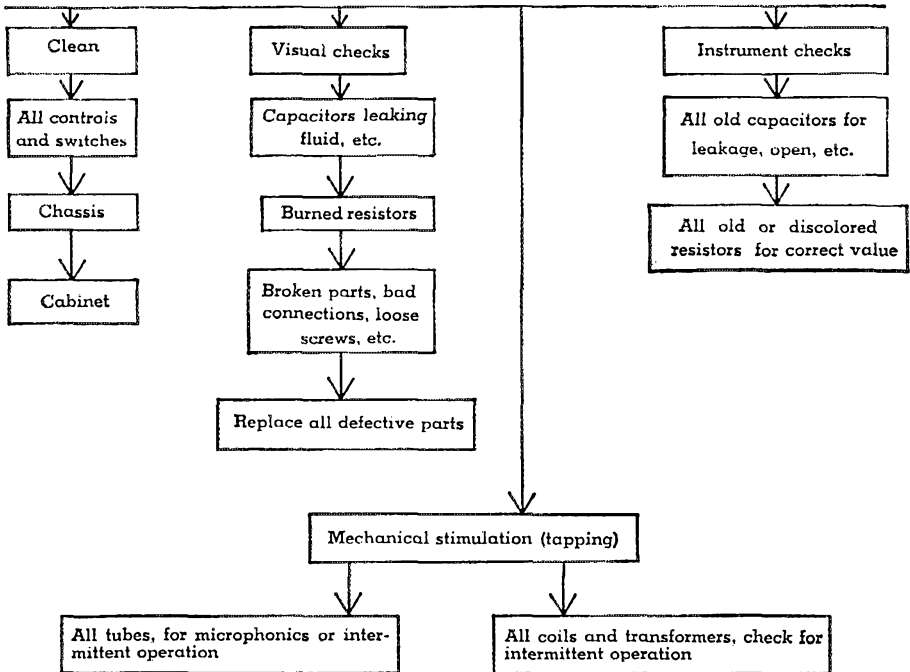 Clean
All controls
and switches
Chassis
Cabinet
Visual checks
Capacitors leaking
fluid, etc.
Burned resistors
Broken parts, bad
connections, loose
screws, etc.
Replace all defective parts
Instrument checks
All old capacitors for
leakage, open, etc.
All old or discolored
resistors for correct value
Mechanical stimulation (tapping)
All tubes, for microphonics or inter-
mittent operation
All coils and transformers, check for
intermittent operation